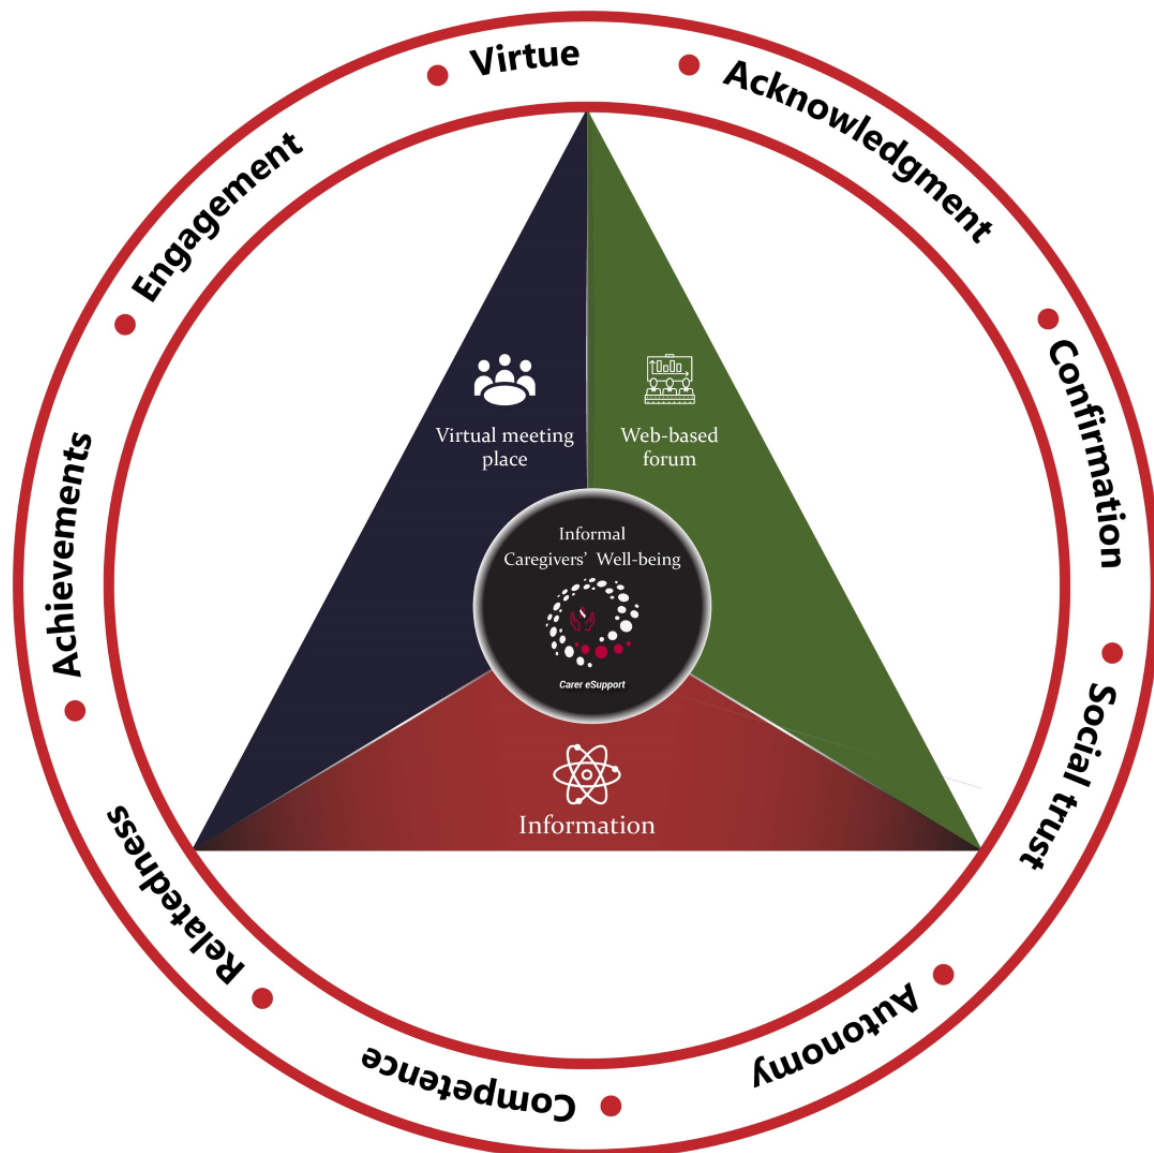 Virtue
Acknowledgment
Confirmation
Social trust
Autonomy
Competence
Relatedness
Achievements
Engagement
Virtual meeting
place
Web-based
forum
Informal
Caregivers' Well-being
Carer eSupport
Information